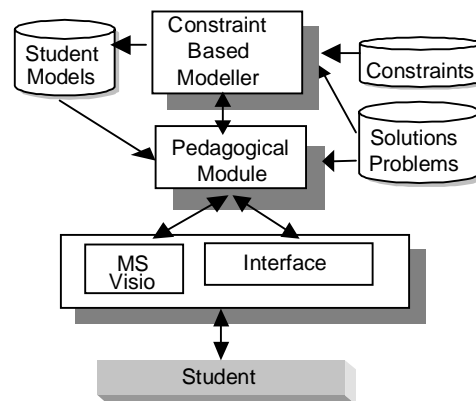 Student
Models
Constraint
Based
Modeller
Constraints
Solutions
Problems
Pedagogical
Module
MS
Visio
Interface
Student